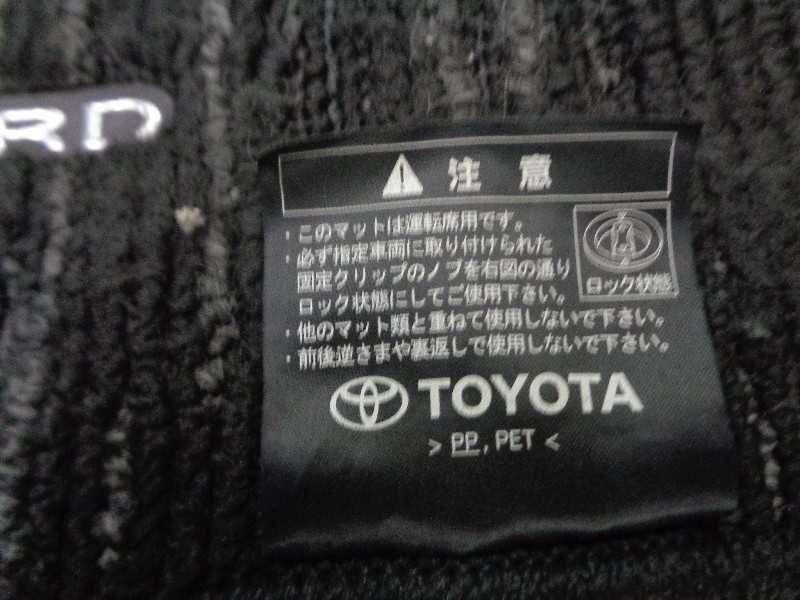 RD
注意
・このマットは運転席用です。
・必ず指定車両に取り付けられた
固定クリップのノブを右図の通り
ロック状態にしてご使用下さい。
ロック状態
・他のマット類と重ねて使用しないで下さい。
・前後逆さまや裏返しで使用しないで下さい。
TOYOTA
> PP, PET <